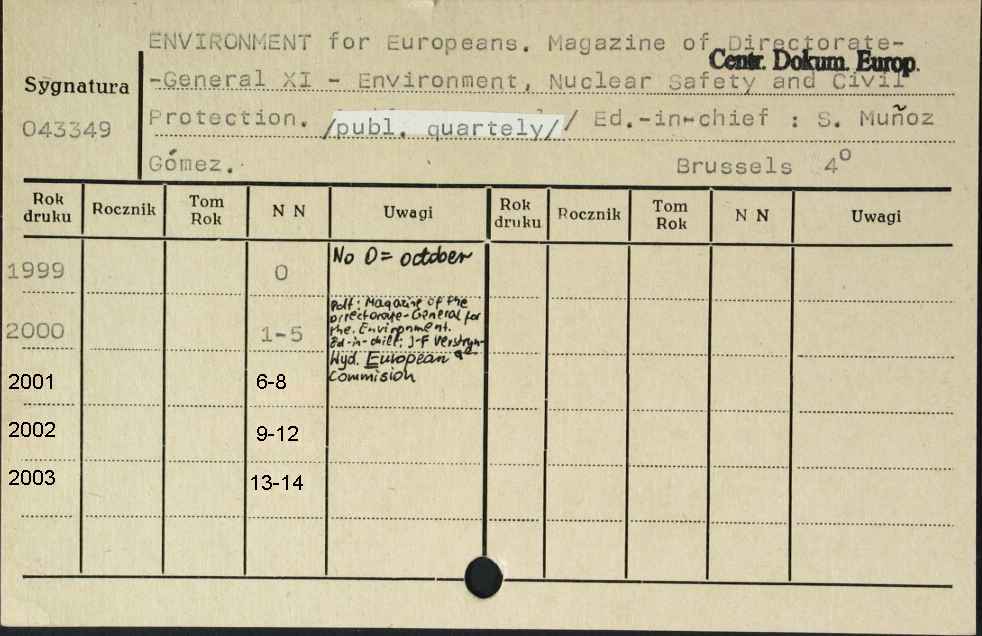 ENVIRONMENT for Europeans. Magazine of Directorate-
Centr. Dokum. Europ.
-General XI - Environment, Nuclear Safety and Civil
Protection. /publ. quartely/ Ed.-in-chief : S. Muñoz
Gómez. Brussels 4°
Sygnatura
043349
Rok druku Rocznik Tom Rok N N Uwagi Rok druku Rocznik Tom Rok N N Uwagi
1999 0 No 0 = october
2000 1-5
Magazine of the
Directorate-General for
the Environment.
Ed-in-chief: J-F Verstryn-
ge
Wyd. European
Commision
2001 6-8
2002 9-12
2003 13-14